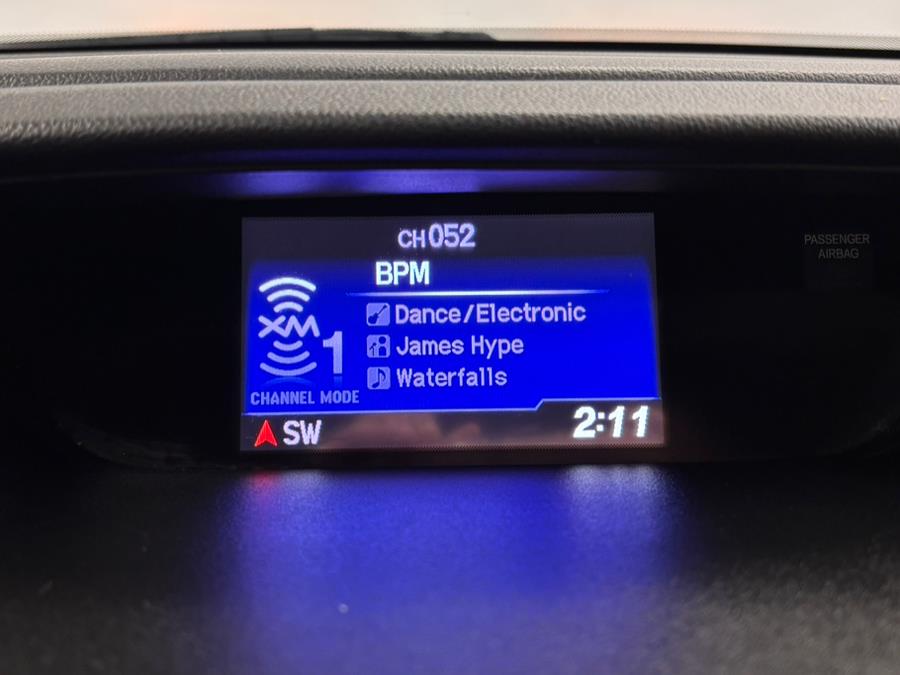 CH052
BPM
Dance/Electronic
XM 1
James Hype
Waterfalls
CHANNEL MODE
SW
2:11
PASSENGER
AIRBAG